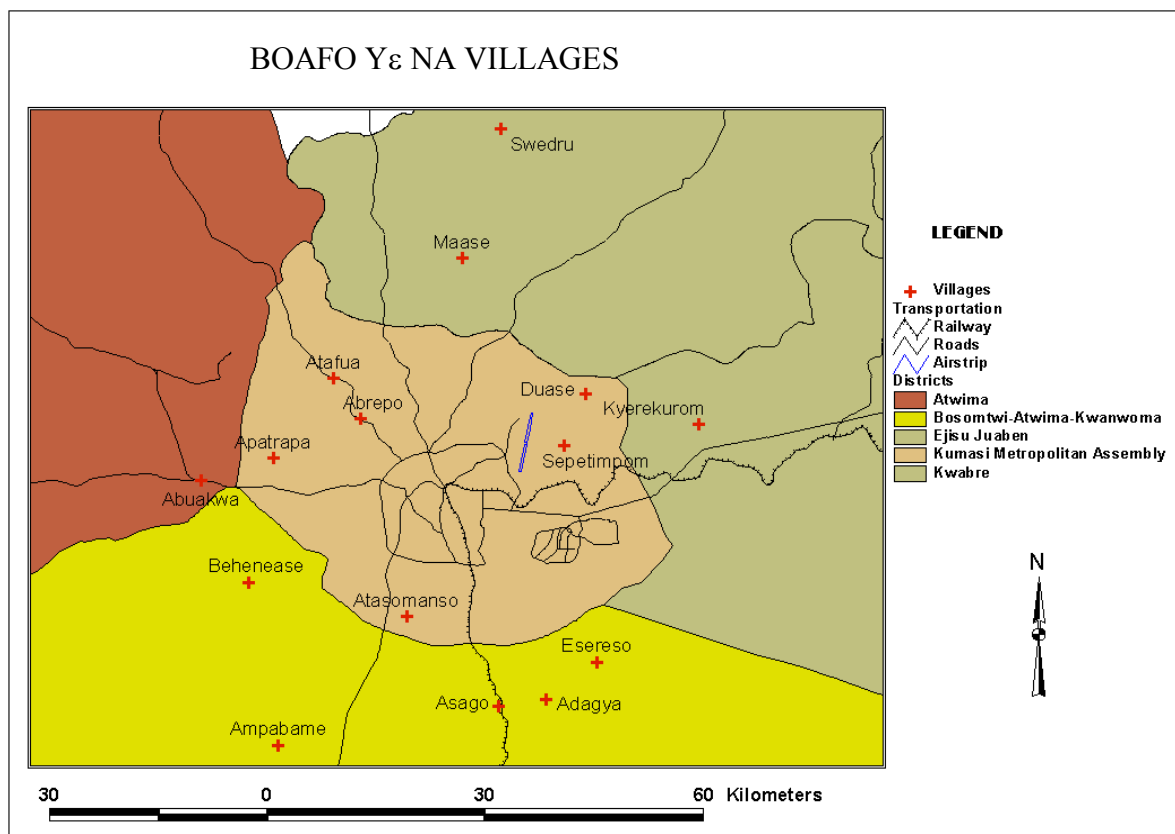 BOAFO Yε NA VILLAGES
Swedru
Maase
Atafua
Duase
Abrepo
Kyerekurom
Apatrapa
Sepetimpom
Abuakwa
Behenease
Atasomanso
Esereso
Asago
Adagya
Ampabame
LEGEND
Villages
Transportation
Railway
Roads
Airstrip
Districts
Atwima
Bosomtwi-Atwima-Kwanwoma
Ejisu Juaben
Kumasi Metropolitan Assembly
Kwabre
N
30 0 30 60 Kilometers